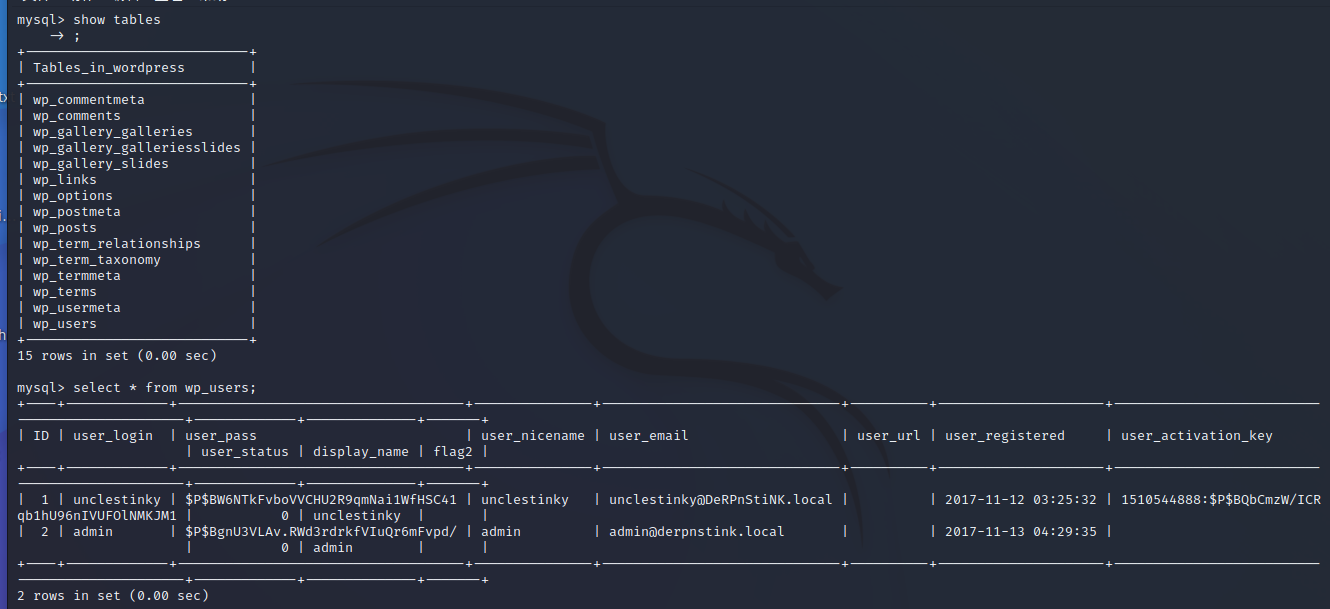 mysql> show tables
    → ;
+----------------------------+
| Tables_in_wordpress        |
+----------------------------+
| wp_commentmeta             |
| wp_comments                |
| wp_gallery_galleries       |
| wp_gallery_galleriesslides |
| wp_gallery_slides          |
| wp_links                   |
| wp_options                 |
| wp_postmeta                |
| wp_posts                   |
| wp_term_relationships      |
| wp_term_taxonomy           |
| wp_termmeta                |
| wp_terms                   |
| wp_usermeta                |
| wp_users                   |
+----------------------------+
15 rows in set (0.00 sec)
mysql> select * from wp_users;
| ID | user_login  | user_pass                          | user_nicename | user_email                   | user_url | user_registered     | user_activation_key
| user_status | display_name | flag2 |
|  1 | unclestinky | $P$BW6NTkFvboVVCHU2R9qmNai1WfHSC41 | unclestinky   | unclestinky@DeRPnStiNK.local |          | 2017-11-12 03:25:32 | 1510544888:$P$BQbCmzW/ICR
qb1hU96nIVUFOlNMKJM1 |           0 | unclestinky  |       |
|  2 | admin       | $P$BgnU3VLAv.RWd3rdrkfVIuQr6mFvpd/ | admin         | admin@derpnstink.local       |          | 2017-11-13 04:29:35 |
|           0 | admin        |       |
2 rows in set (0.00 sec)